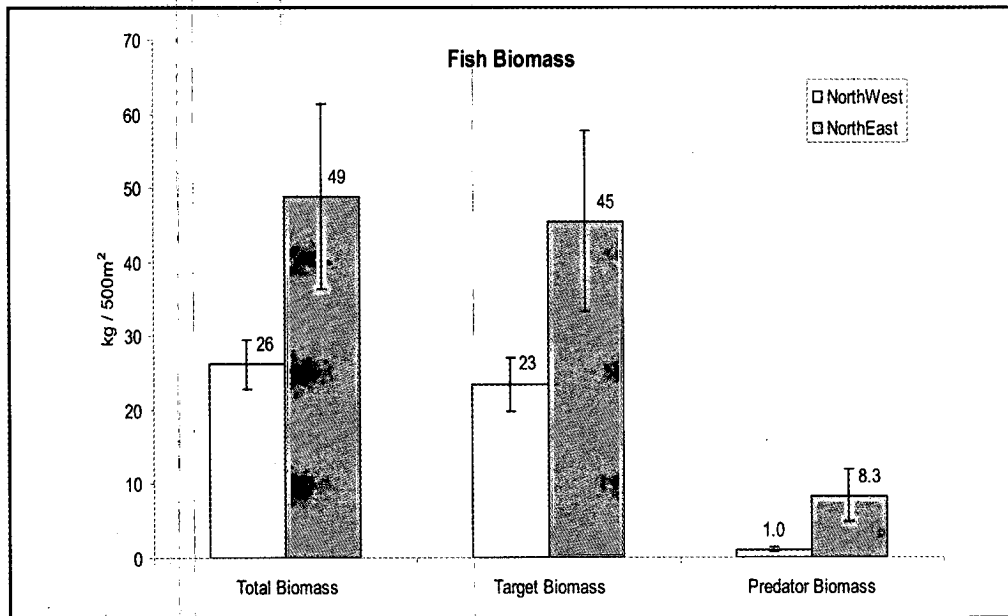 Fish Biomass
NorthWest
NorthEast
kg / 500m²
70
60
50
40
30
20
10
0
26
49
23
45
1.0
8.3
Total Biomass
Target Biomass
Predator Biomass